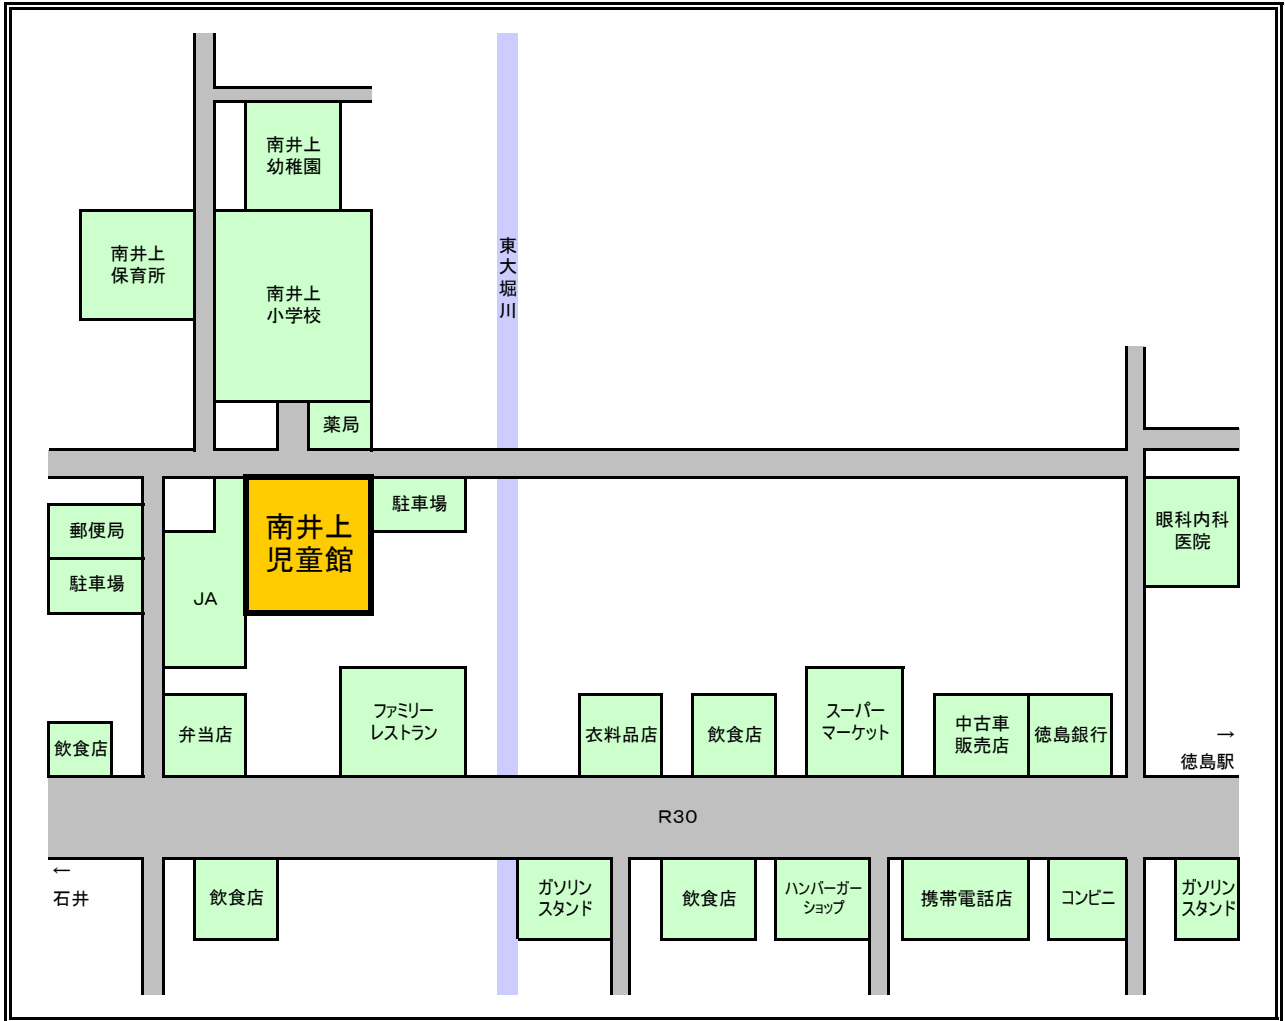 南井上
幼稚園
南井上
保育所
南井上
小学校
東大堀川
薬局
郵便局
駐車場
JA
南井上
児童館
駐車場
眼科内科
医院
飲食店
弁当店
ファミリー
レストラン
衣料品店
飲食店
スーパー
マーケット
中古車
販売店
徳島銀行
→
徳島駅
R30
←
石井
飲食店
ガソリン
スタンド
飲食店
ハンバーガー
ショップ
携帯電話店
コンビニ
ガソリン
スタンド